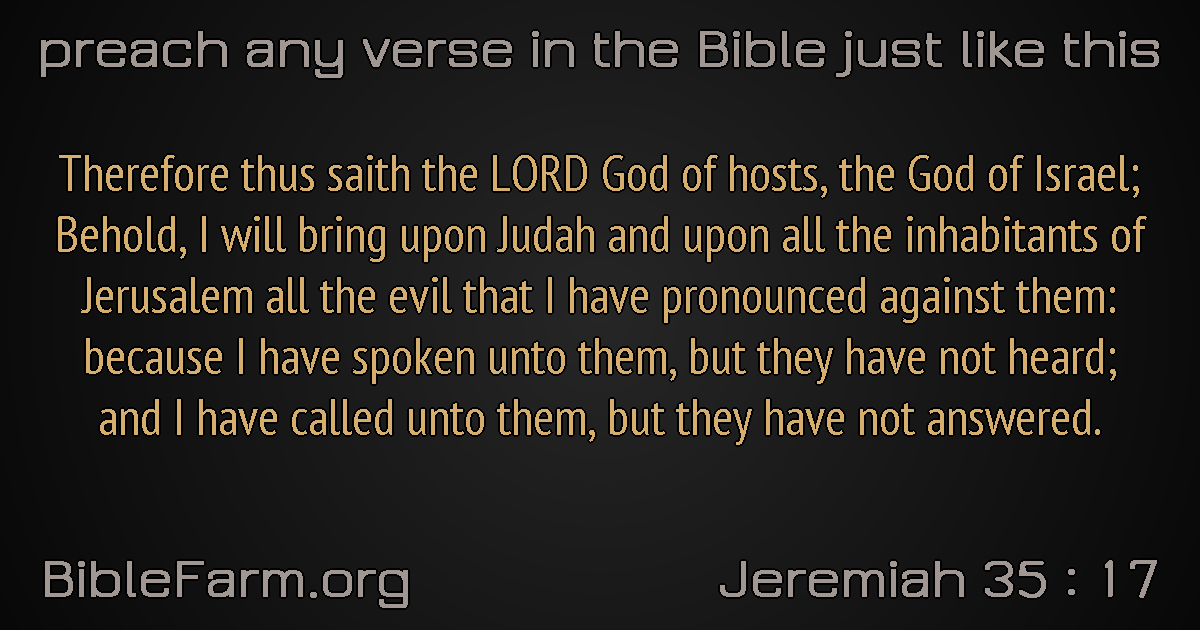 preach any verse in the Bible just like this
Therefore thus saith the LORD God of hosts, the God of Israel;
Behold, I will bring upon Judah and upon all the inhabitants of
Jerusalem all the evil that I have pronounced against them:
because I have spoken unto them, but they have not heard;
and I have called unto them, but they have not answered.
BibleFarm.org
Jeremiah 35 : 17